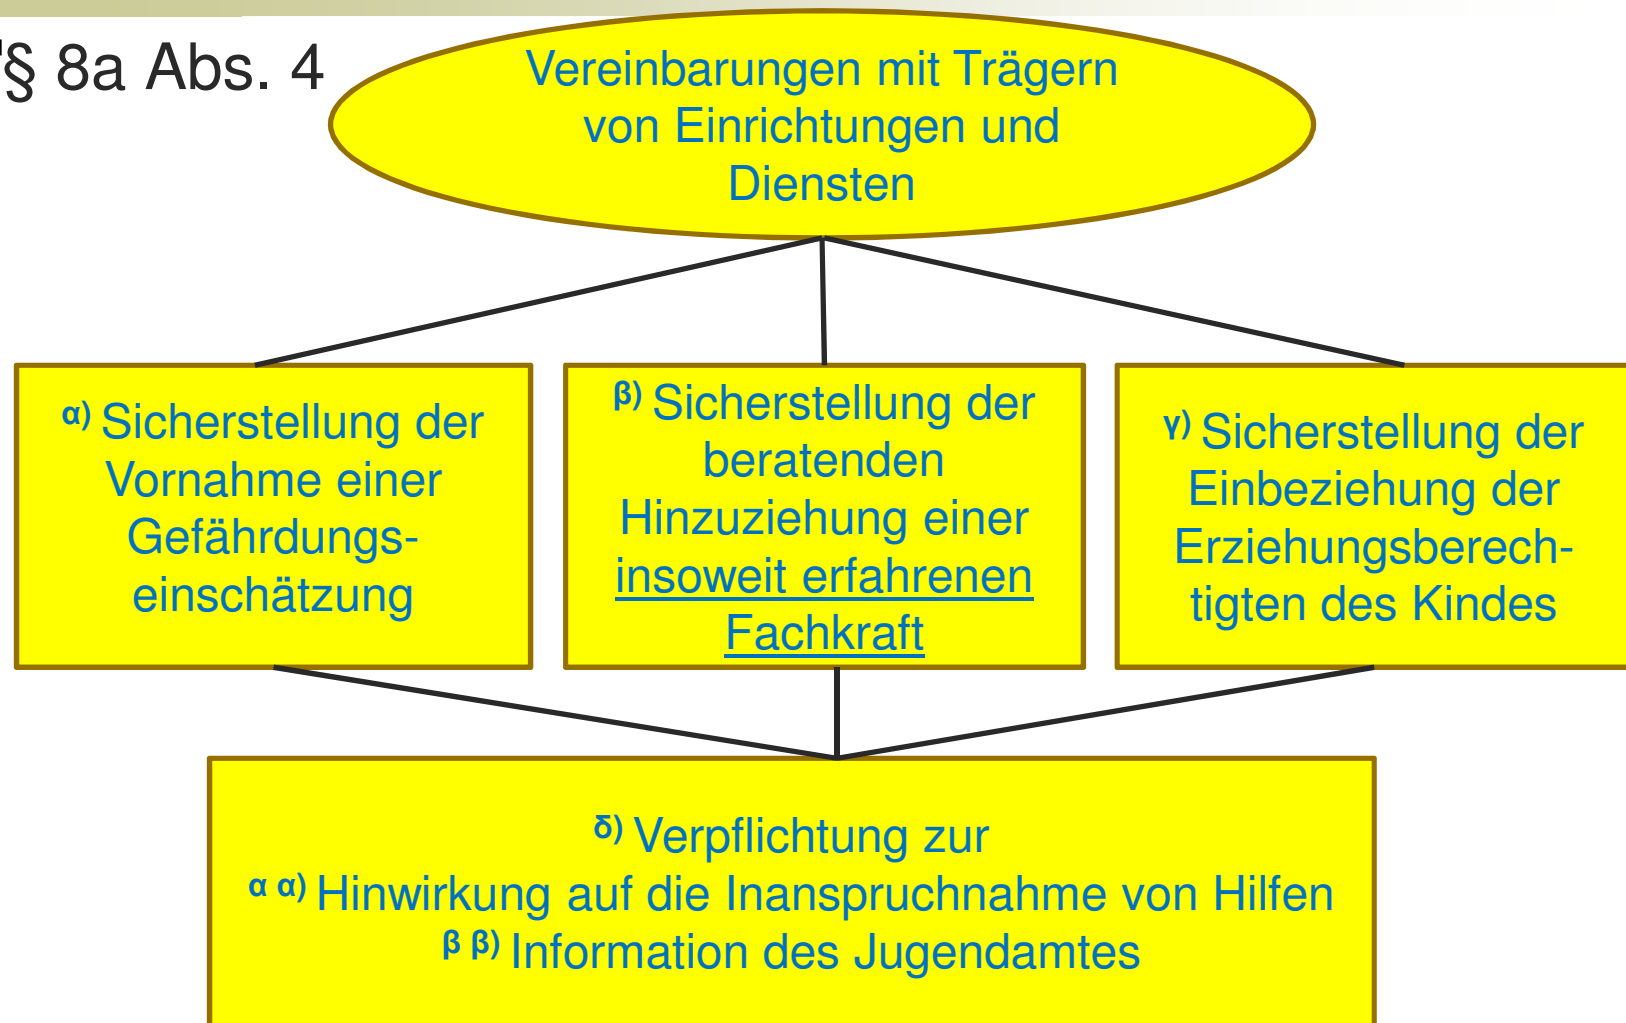 § 8a Abs. 4
Vereinbarungen mit Trägern
von Einrichtungen und
Diensten
α) Sicherstellung der
Vornahme einer
Gefährdungs-
einschätzung
β) Sicherstellung der
beratenden
Hinzuziehung einer
insoweit erfahrenen
Fachkraft
γ) Sicherstellung der
Einbeziehung der
Erziehungsberech-
tigten des Kindes
δ) Verpflichtung zur
α α) Hinwirkung auf die Inanspruchnahme von Hilfen
β β) Information des Jugendamtes